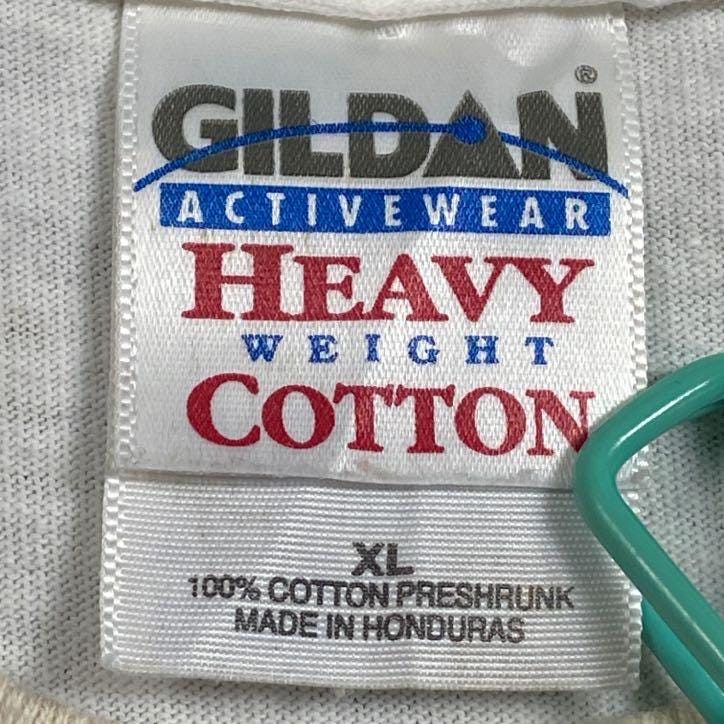 GILDAN®
ACTIVEWEAR
HEAVY
WEIGHT
COTTON
XL
100% COTTON PRESHRUNK
MADE IN HONDURAS